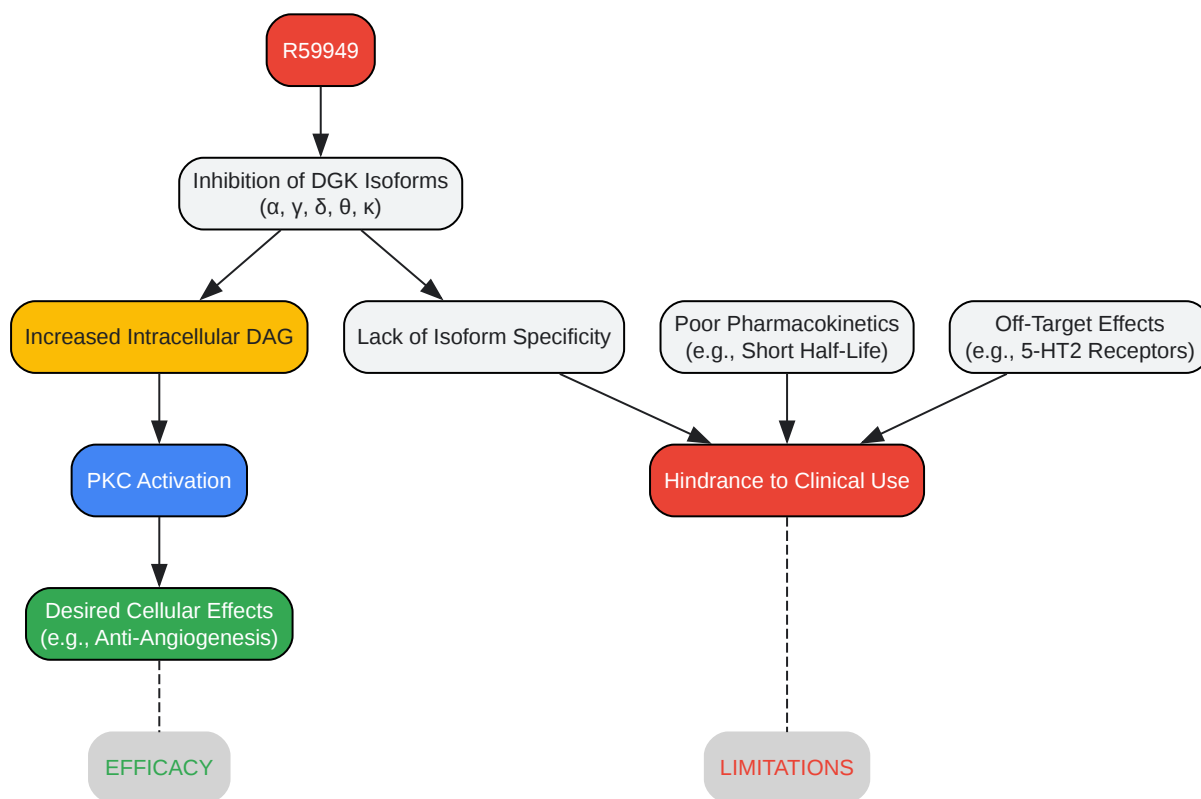 R59949
Inhibition of DGK Isoforms
(α, γ, δ, θ, κ)
Increased Intracellular DAG
Lack of Isoform Specificity
Poor Pharmacokinetics
(e.g., Short Half-Life)
Off-Target Effects
(e.g., 5-HT2 Receptors)
PKC Activation
Hindrance to Clinical Use
Desired Cellular Effects
(e.g., Anti-Angiogenesis)
EFFICACY
LIMITATIONS